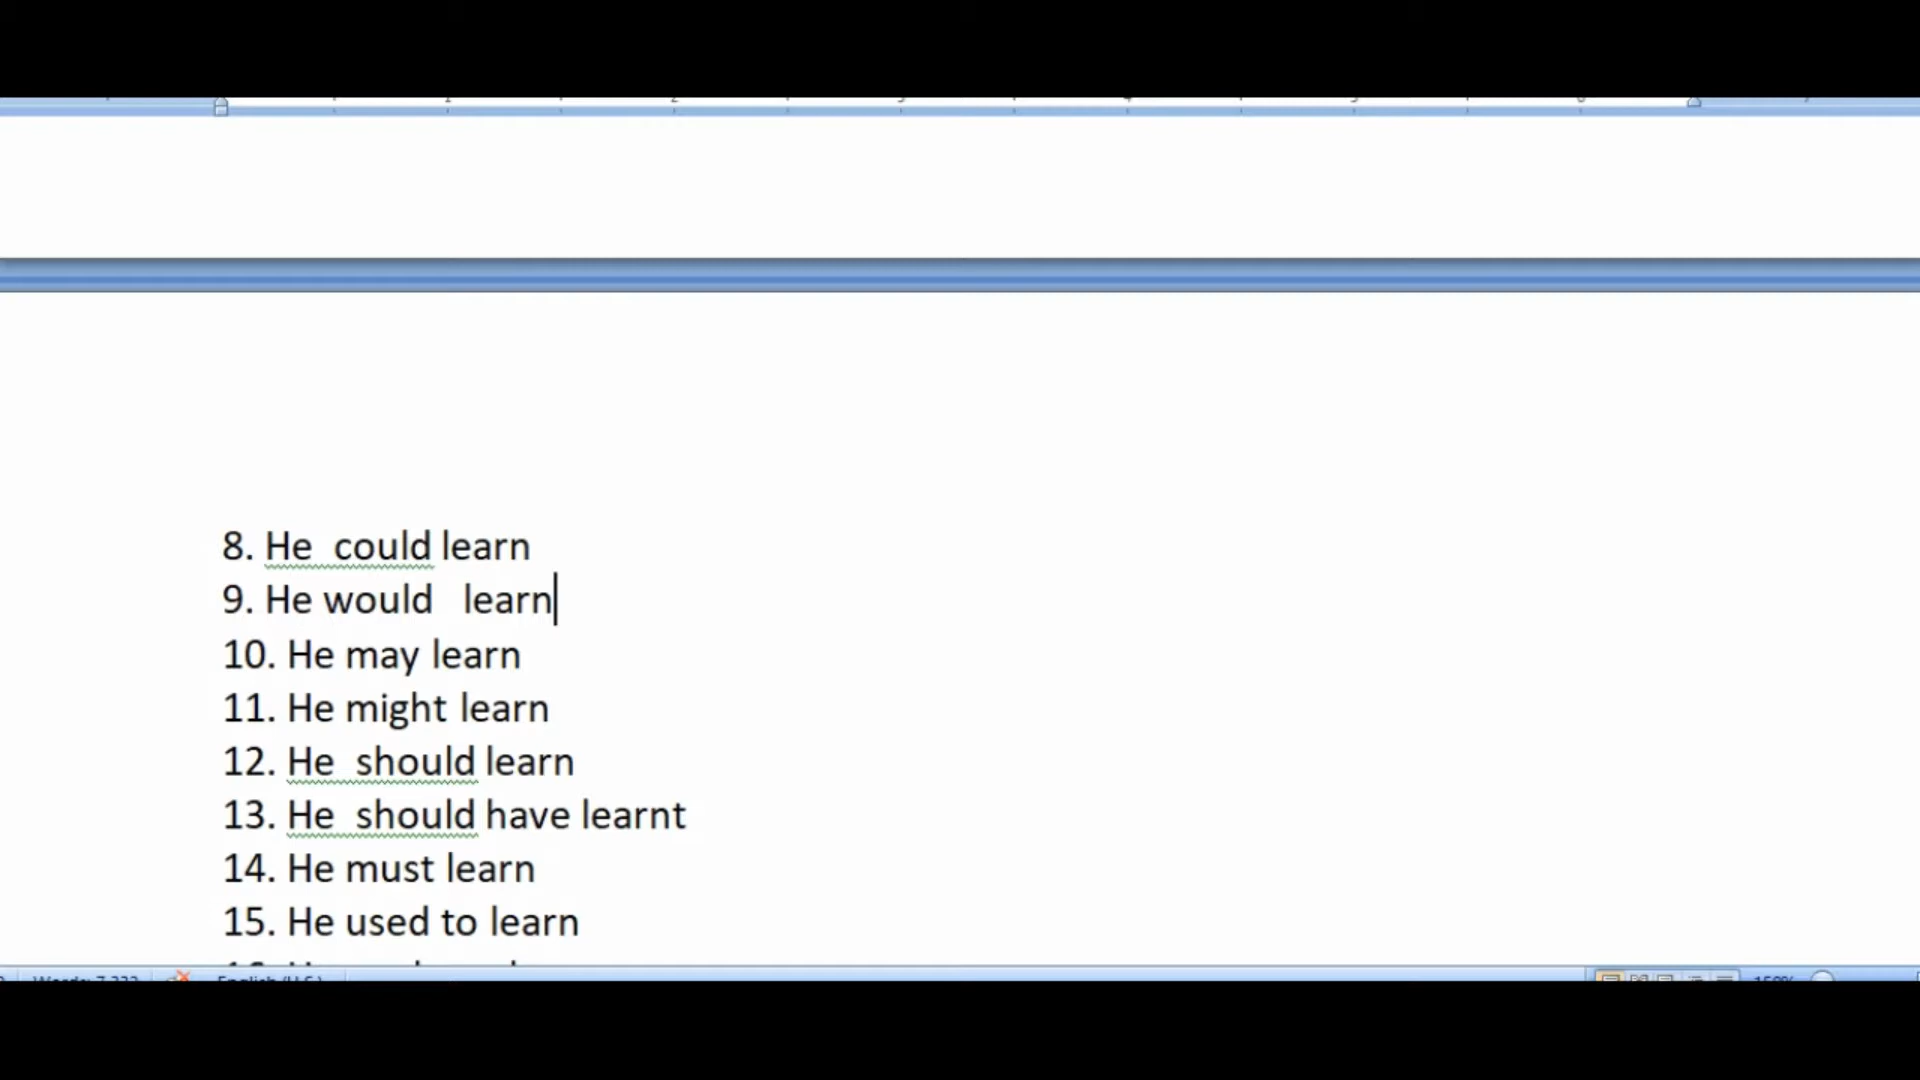 8. He  could learn
9. He would   learn
10. He may learn
11. He might learn
12. He  should learn
13. He  should have learnt
14. He must learn
15. He used to learn